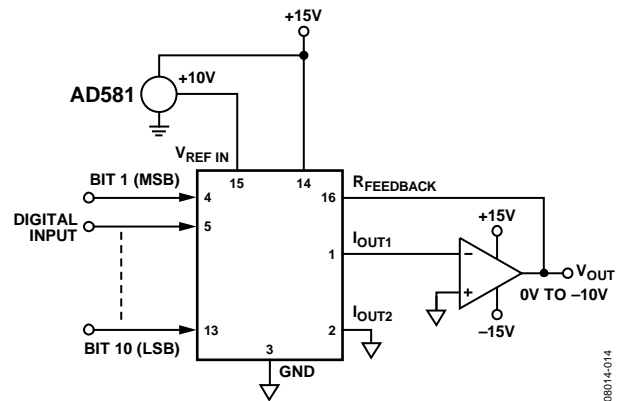 +15V
+10V
AD581
VREF IN
15
14
RFEEDBACK
BIT 1 (MSB)
4
16
DIGITAL
INPUT
5
+15V
IOUT1
1
–
VOUT
+
0V TO –10V
IOUT2
–15V
13
2
BIT 10 (LSB)
3
GND
08014-014